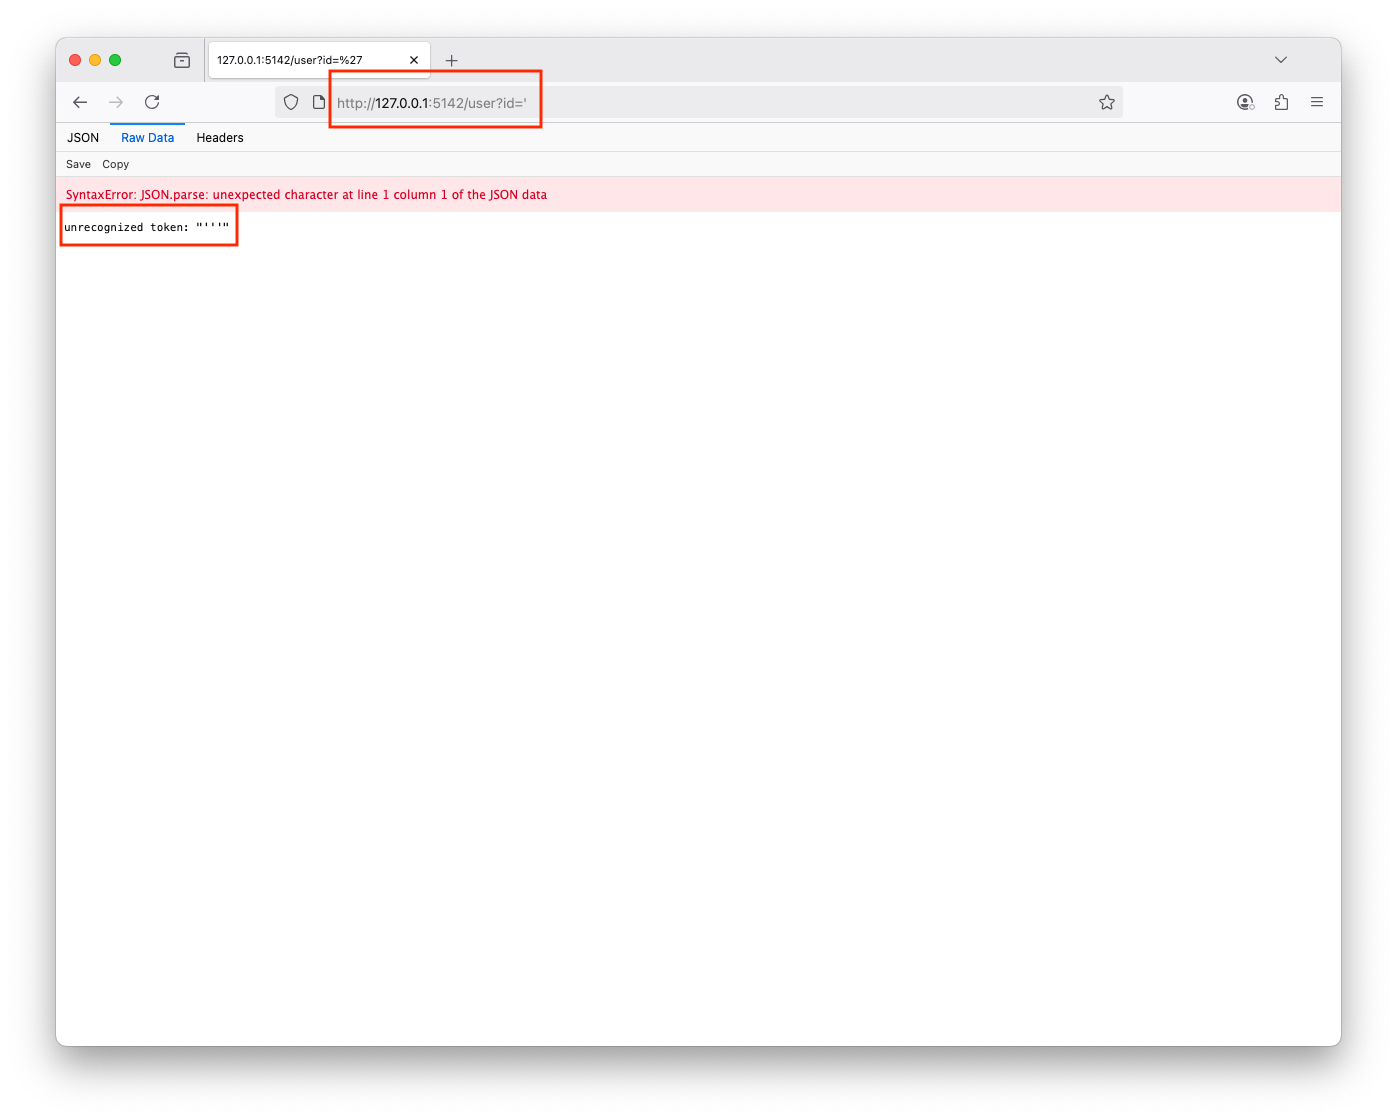 127.0.0.1:5142/user?id=%27
http://127.0.0.1:5142/user?id='
JSON Raw Data Headers
Save Copy
SyntaxError: JSON.parse: unexpected character at line 1 column 1 of the JSON data
unrecognized token: "'''"